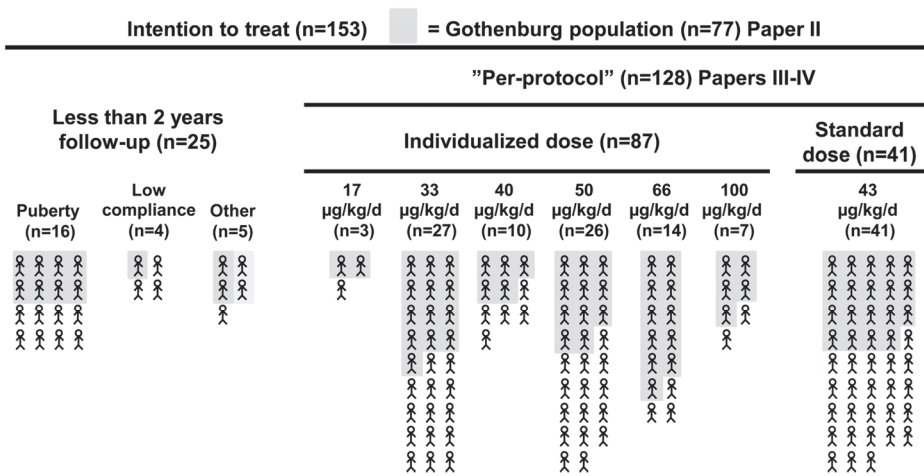 Intention to treat (n=153) = Gothenburg population (n=77) Paper II
”Per-protocol” (n=128) Papers III-IV
Less than 2 years
follow-up (n=25)
Individualized dose (n=87)
Standard
dose (n=41)
Puberty
(n=16)
Low
compliance
(n=4)
Other
(n=5)
17
µg/kg/d
(n=3)
33
µg/kg/d
(n=27)
40
µg/kg/d
(n=10)
50
µg/kg/d
(n=26)
66
µg/kg/d
(n=14)
100
µg/kg/d
(n=7)
43
µg/kg/d
(n=41)